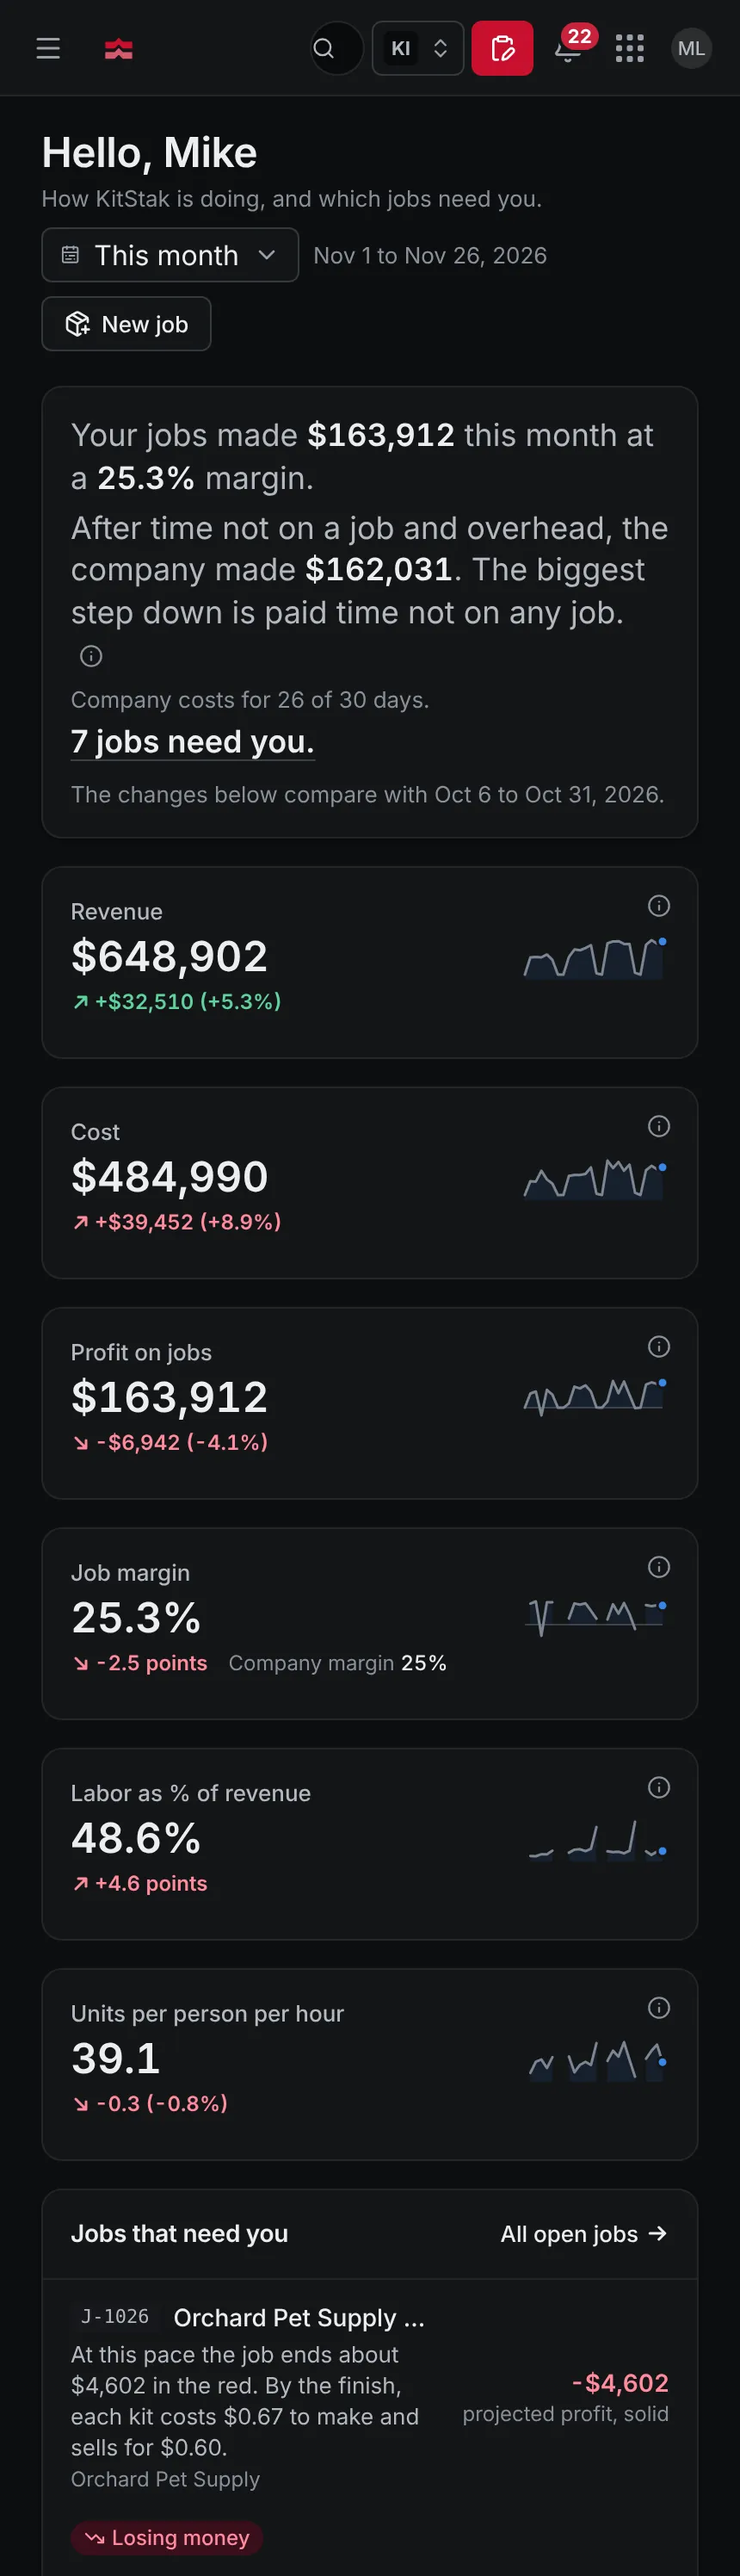 KI
22
ML
Hello, Mike
How KitStak is doing, and which jobs need you.
This month
Nov 1 to Nov 26, 2026
New job
Your jobs made $163,912 this month at
a 25.3% margin.
After time not on a job and overhead, the
company made $162,031. The biggest
step down is paid time not on any job.
Company costs for 26 of 30 days.
7 jobs need you.
The changes below compare with Oct 6 to Oct 31, 2026.
Revenue
$648,902
+$32,510 (+5.3%)
Cost
$484,990
+$39,452 (+8.9%)
Profit on jobs
$163,912
-$6,942 (-4.1%)
Job margin
25.3%
-2.5 points Company margin 25%
Labor as % of revenue
48.6%
+4.6 points
Units per person per hour
39.1
-0.3 (-0.8%)
Jobs that need you
All open jobs →
J-1026 Orchard Pet Supply ...
At this pace the job ends about
$4,602 in the red. By the finish,
each kit costs $0.67 to make and
sells for $0.60.
-$4,602
projected profit, solid
Orchard Pet Supply
Losing money